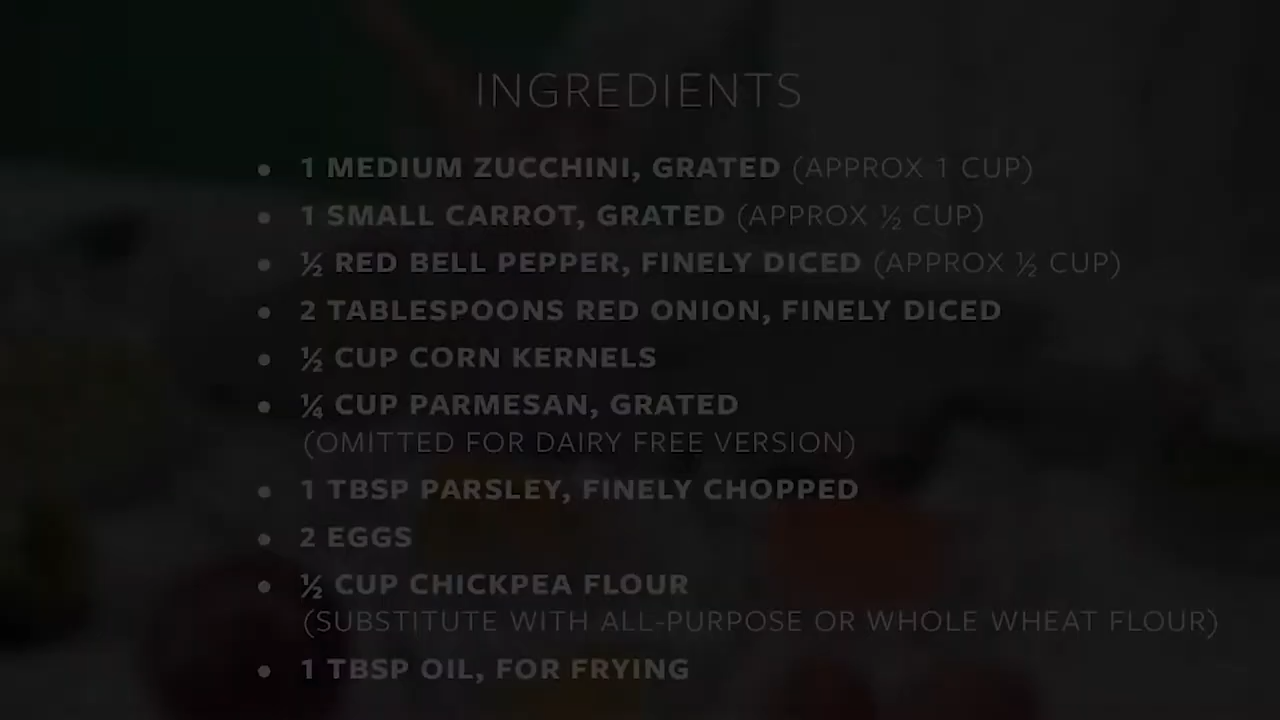 INGREDIENTS
• 1 MEDIUM ZUCCHINI, GRATED (APPROX 1 CUP)
• 1 SMALL CARROT, GRATED (APPROX ½ CUP)
• ½ RED BELL PEPPER, FINELY DICED (APPROX ½ CUP)
• 2 TABLESPOONS RED ONION, FINELY DICED
• ½ CUP CORN KERNELS
• ¼ CUP PARMESAN, GRATED
(OMITTED FOR DAIRY FREE VERSION)
• 1 TBSP PARSLEY, FINELY CHOPPED
• 2 EGGS
• ½ CUP CHICKPEA FLOUR
(SUBSTITUTE WITH ALL-PURPOSE OR WHOLE WHEAT FLOUR)
• 1 TBSP OIL, FOR FRYING